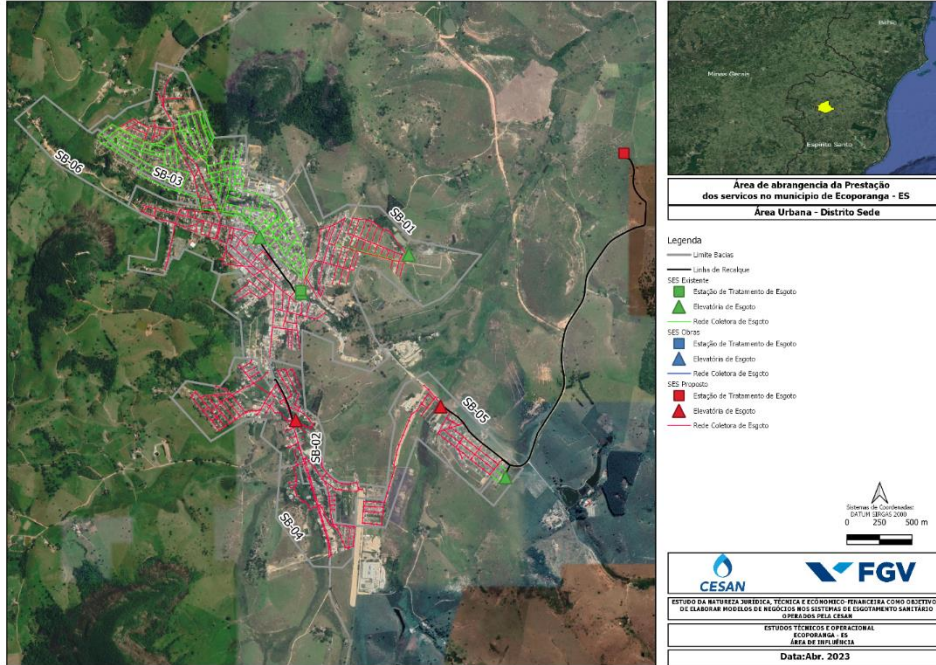 SB-06
SB-03
SB-01
SB-05
SB-02
SB-04
Bahia
Minas Gerais
Espírito Santo
Área de abrangencia da Prestação
dos servicos no municipio de Ecoporanga - ES
Área Urbana - Distrito Sede
Legenda
Limite Bacias
Linha de Recalque
SES Existente
Estação de Tratamento de Esgoto
Elevatória de Esgoto
Rede Coletora de Esgoto
SES Obras
Estação de Tratamento de Esgoto
Elevatória de Esgoto
Rede Coletora de Esgoto
SES Proposto
Estação de Tratamento de Esgoto
Elevatória de Esgoto
Rede Coletora de Esgoto
Sistemas de Coordenadas:
DATUM SIRGAS 2000
0 250 500 m
CESAN
FGV
ESTUDO DA NATUREZA JURÍDICA, TÉCNICA E ECONÔMICO-FINANCEIRA COMO OBJETIVO
DE ELABORAR MODELOS DE NEGÓCIOS NOS SISTEMAS DE ESGOTAMENTO SANITÁRIO
OPERADOS PELA CESAN
ESTUDOS TÉCNICOS E OPERACIONAL
ECOPORANGA - ES
ÁREA DE INFLUÊNCIA
Data:Abr. 2023